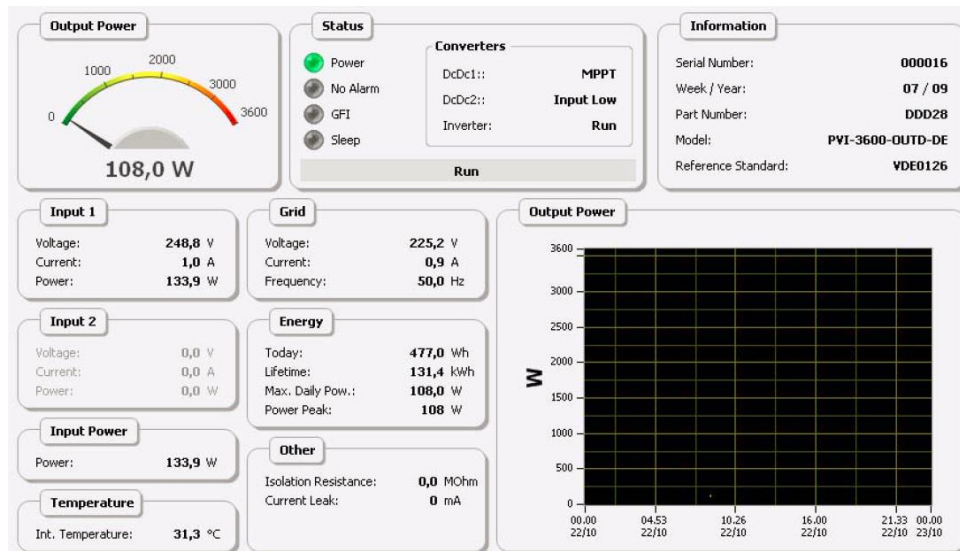 Output Power
0
1000
2000
3000
3600
108,0 W
Status
Power
No Alarm
GFI
Sleep
Converters
DcDc1:: MPPT
DcDc2:: Input Low
Inverter: Run
Run
Information
Serial Number: 000016
Week / Year: 07 / 09
Part Number: DDD28
Model: PVI-3600-OUTD-DE
Reference Standard: VDE0126
Input 1
Voltage: 248,8 V
Current: 1,0 A
Power: 133,9 W
Input 2
Voltage: 0,0 V
Current: 0,0 A
Power: 0,0 W
Input Power
Power: 133,9 W
Temperature
Int. Temperature: 31,3 °C
Grid
Voltage: 225,2 V
Current: 0,9 A
Frequency: 50,0 Hz
Energy
Today: 477,0 Wh
Lifetime: 131,4 kWh
Max. Daily Pow.: 108,0 W
Power Peak: 108 W
Other
Isolation Resistance: 0,0 MOhm
Current Leak: 0 mA
Output Power
W
3600
3000
2500
2000
1500
1000
500
0
00.00 04.53 10.26 16.00 21.33 00.00
22/10 22/10 22/10 22/10 22/10 23/10